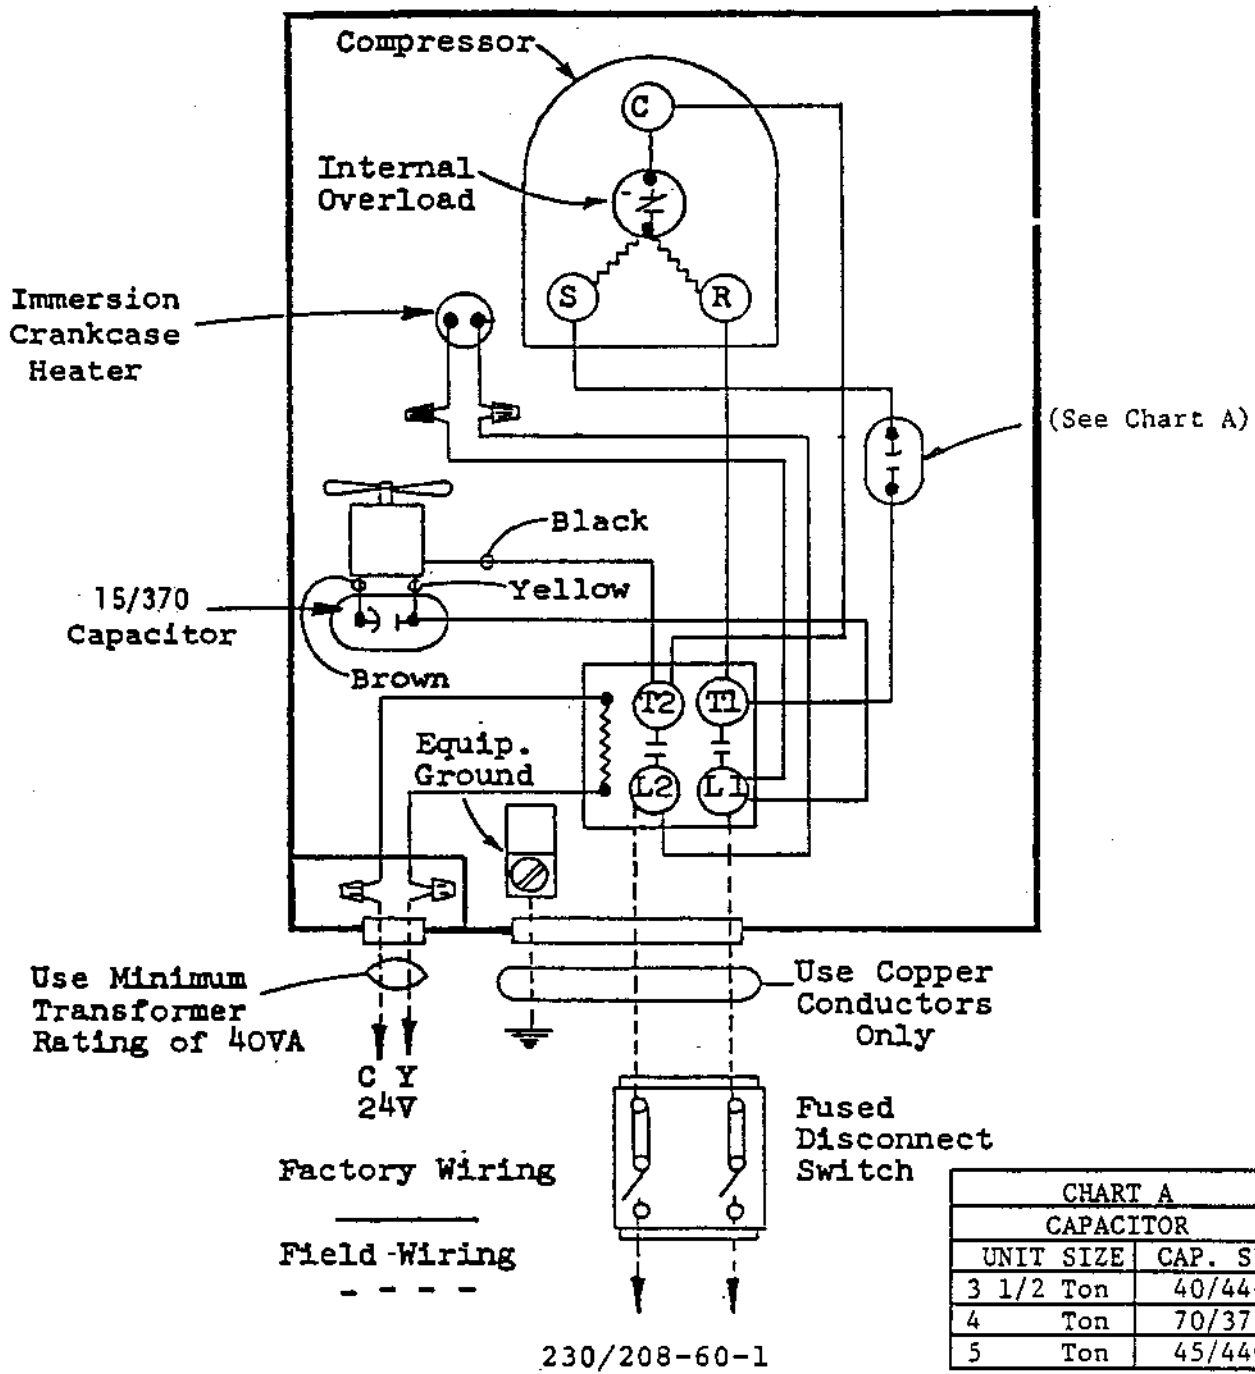 Compressor
C
Internal
Overload
S
R
Immersion
Crankcase
Heater
(See Chart A)
Black
Yellow
15/370
Capacitor
Brown
T2
T1
Equip.
Ground
L2
L1
Use Minimum
Transformer
Rating of 40VA
Use Copper
Conductors
Only
C Y
24V
Fused
Disconnect
Switch
Factory Wiring
Field Wiring
230/208-60-1
CHART A
CAPACITOR
UNIT SIZE CAP.
3 1/2 Ton
4 Ton
5 Ton